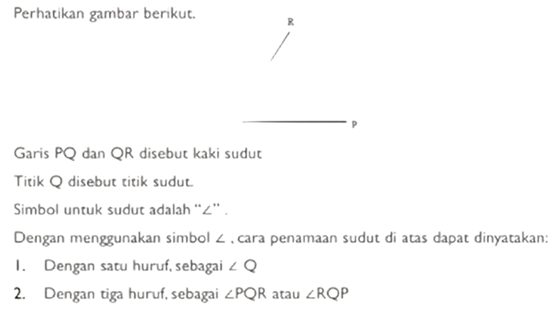 Perhatikan gambar berikut.
R
P
Garis PQ dan QR disebut kaki sudut
Titik Q disebut titik sudut.
Simbol untuk sudut adalah “∠” .
Dengan menggunakan simbol ∠ , cara penamaan sudut di atas dapat dinyatakan:
1. Dengan satu huruf, sebagai ∠ Q
2. Dengan tiga huruf, sebagai ∠PQR atau ∠RQP